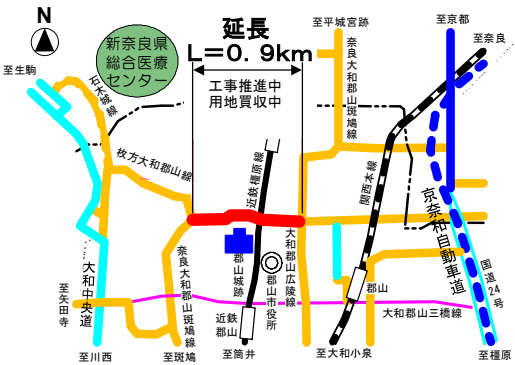 N
延長
L=0.9km
新奈良県
総合医療
センター
至平城宮跡
至京都
至奈良
至生駒
石木城線
工事推進中
用地買収中
奈良大和郡山斑鳩線
枚方大和郡山線
近鉄橿原線
関西本線
京奈和自動車道
国道24号
大和中央道
奈良大和郡山斑鳩線
郡山城跡
郡山市役所
大和郡山広陵線
郡山
近鉄
郡山
大和郡山三橋線
至矢田寺
至川西
至斑鳩
至筒井
至大和小泉
至橿原